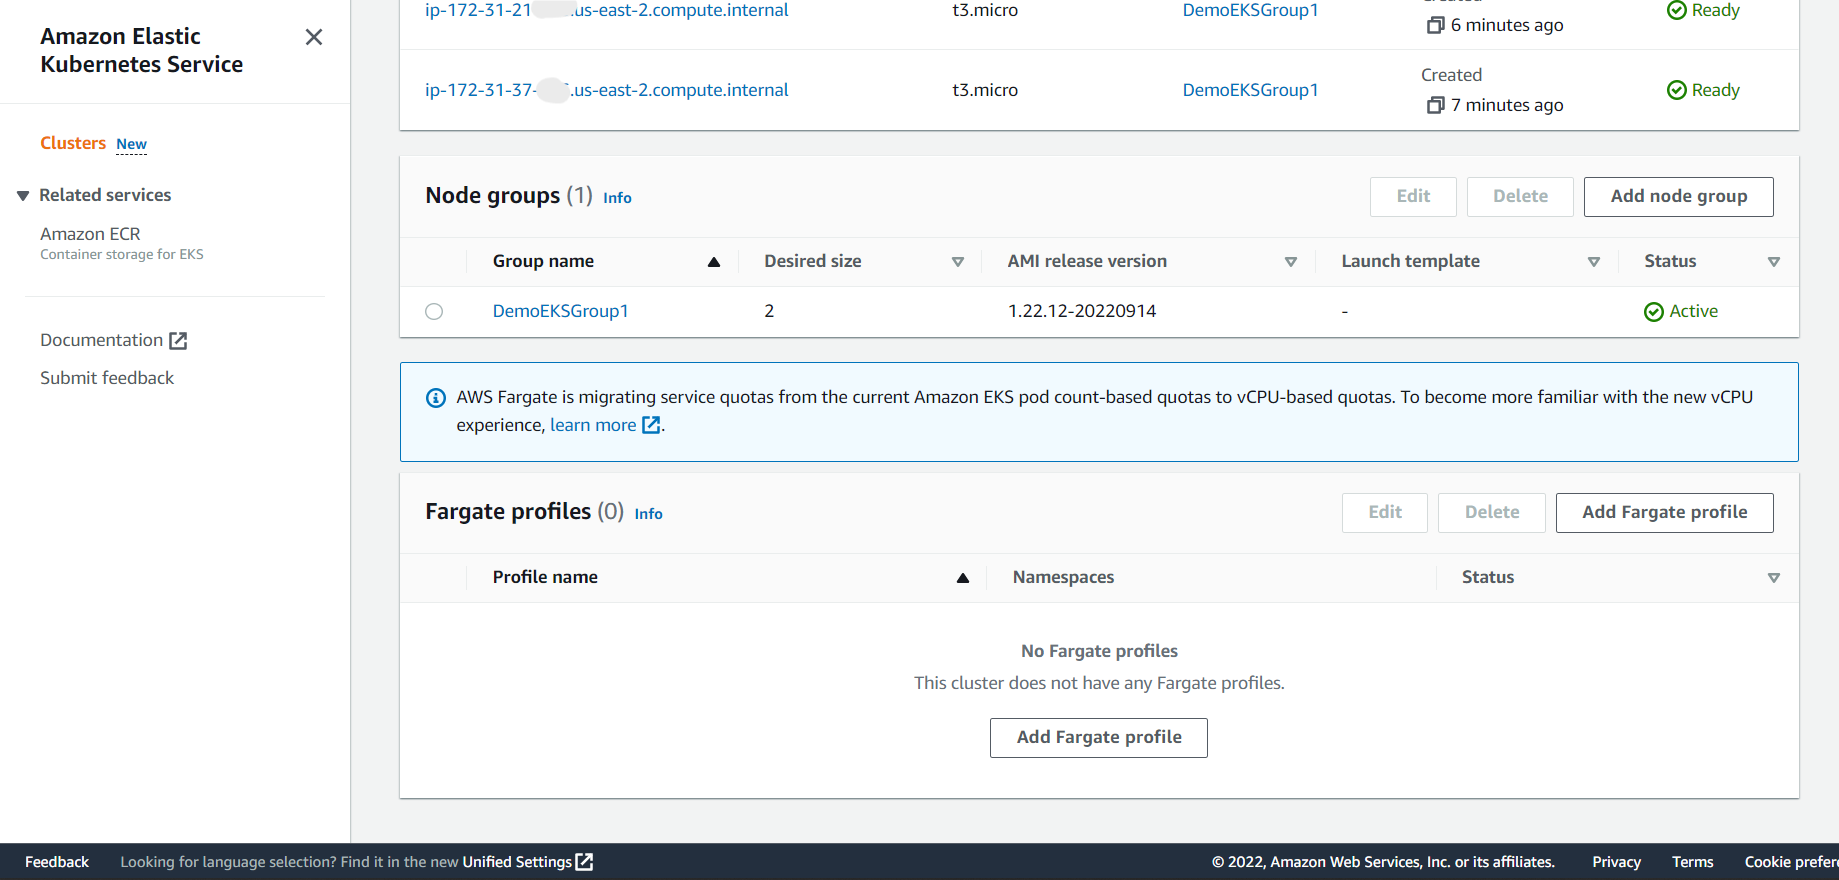 Amazon Elastic
Kubernetes Service
Clusters New
Related services
Amazon ECR
Container storage for EKS
Documentation
Submit feedback
ip-172-31-21 .us-east-2.compute.internal t3.micro DemoEKSGroup1 Ready
6 minutes ago
ip-172-31-37- .us-east-2.compute.internal t3.micro DemoEKSGroup1 Created Ready
7 minutes ago
Node groups (1) Info Edit Delete Add node group
Group name Desired size AMI release version Launch template Status
DemoEKSGroup1 2 1.22.12-20220914 - Active
AWS Fargate is migrating service quotas from the current Amazon EKS pod count-based quotas to vCPU-based quotas. To become more familiar with the new vCPU
experience, learn more.
Fargate profiles (0) Info Edit Delete Add Fargate profile
Profile name Namespaces Status
No Fargate profiles
This cluster does not have any Fargate profiles.
Add Fargate profile
Feedback Looking for language selection? Find it in the new Unified Settings © 2022, Amazon Web Services, Inc. or its affiliates. Privacy Terms Cookie